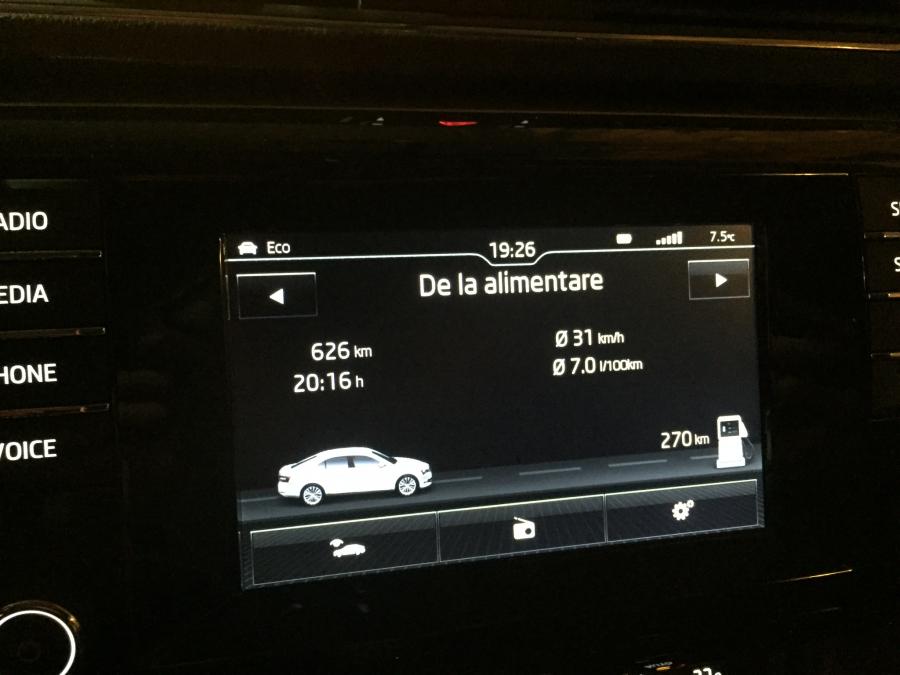 Eco
19:26
7.5°C
De la alimentare
626 km
20:16 h
Ø 31 km/h
Ø 7.0 l/100km
270 km
ADIO
EDIA
HONE
VOICE
S
S